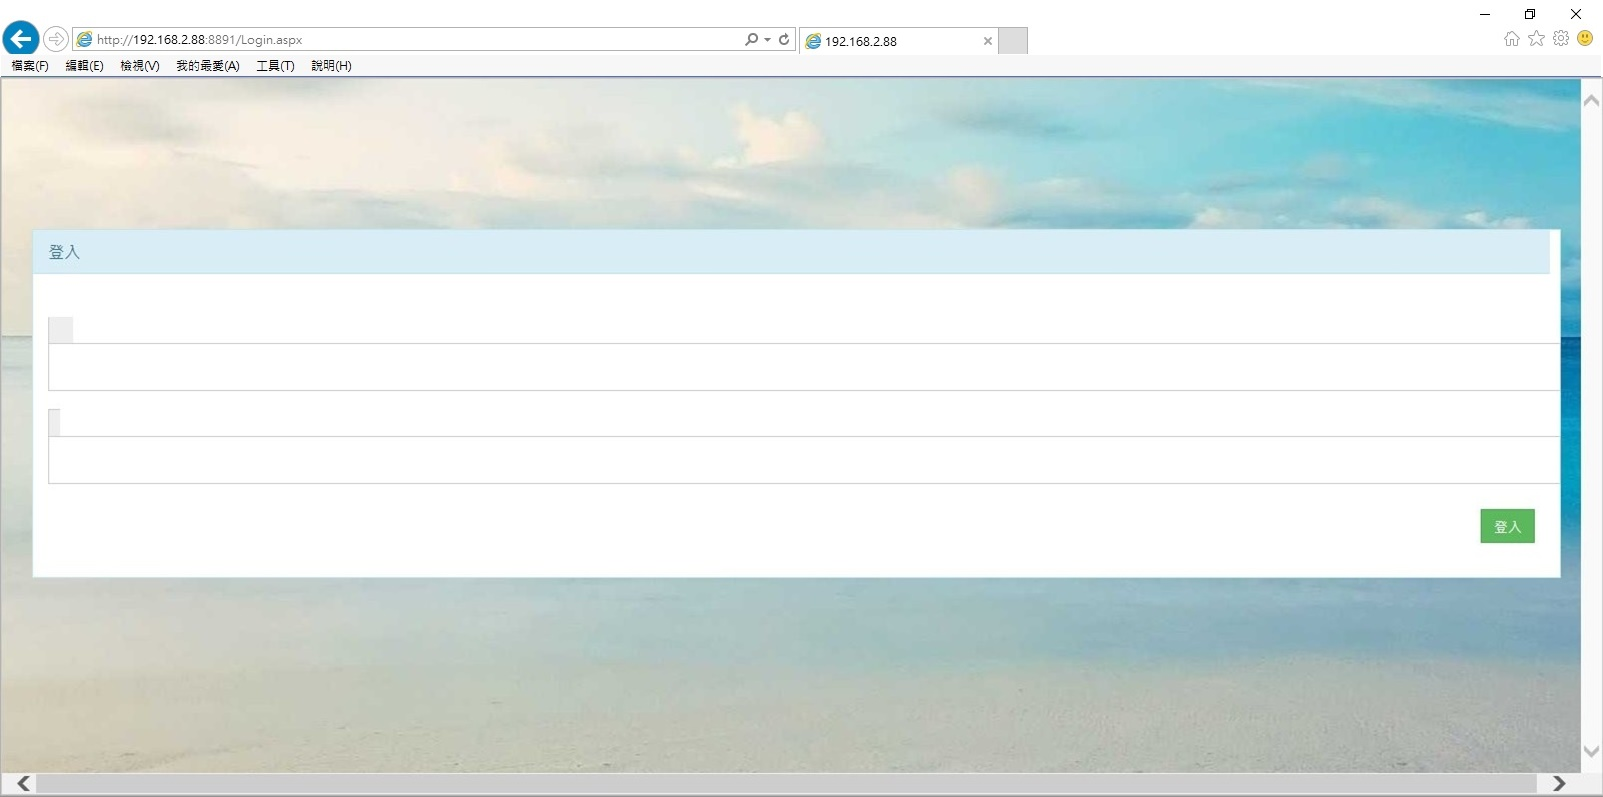 http://192.168.2.88:8891/Login.aspx
192.168.2.88
檔案(F) 編輯(E) 檢視(V) 我的最愛(A) 工具(T) 說明(H)
登入
登入